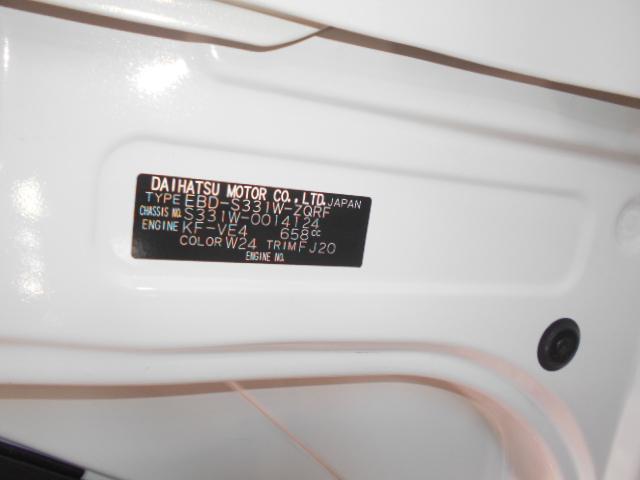 DAIHATSU MOTOR CO., LTD. JAPAN
TYPE EBD-S331W-ZQRF
CHASSIS NO. S331W-0014124
ENGINE KF-VE4 658cc
COLOR W24 TRIM FJ20
ENGINE NO.